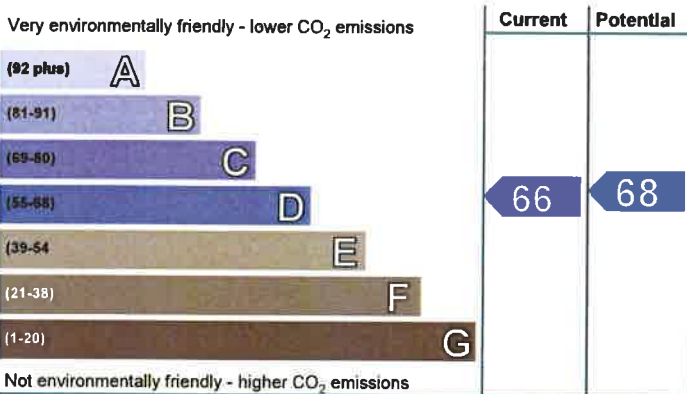 Very environmentally friendly - lower CO₂ emissions
Current
Potential
(92 plus) A
(81-91) B
(69-80) C
(55-68) D
66
68
(39-54 E
(21-38) F
(1-20) G
Not environmentally friendly - higher CO₂ emissions